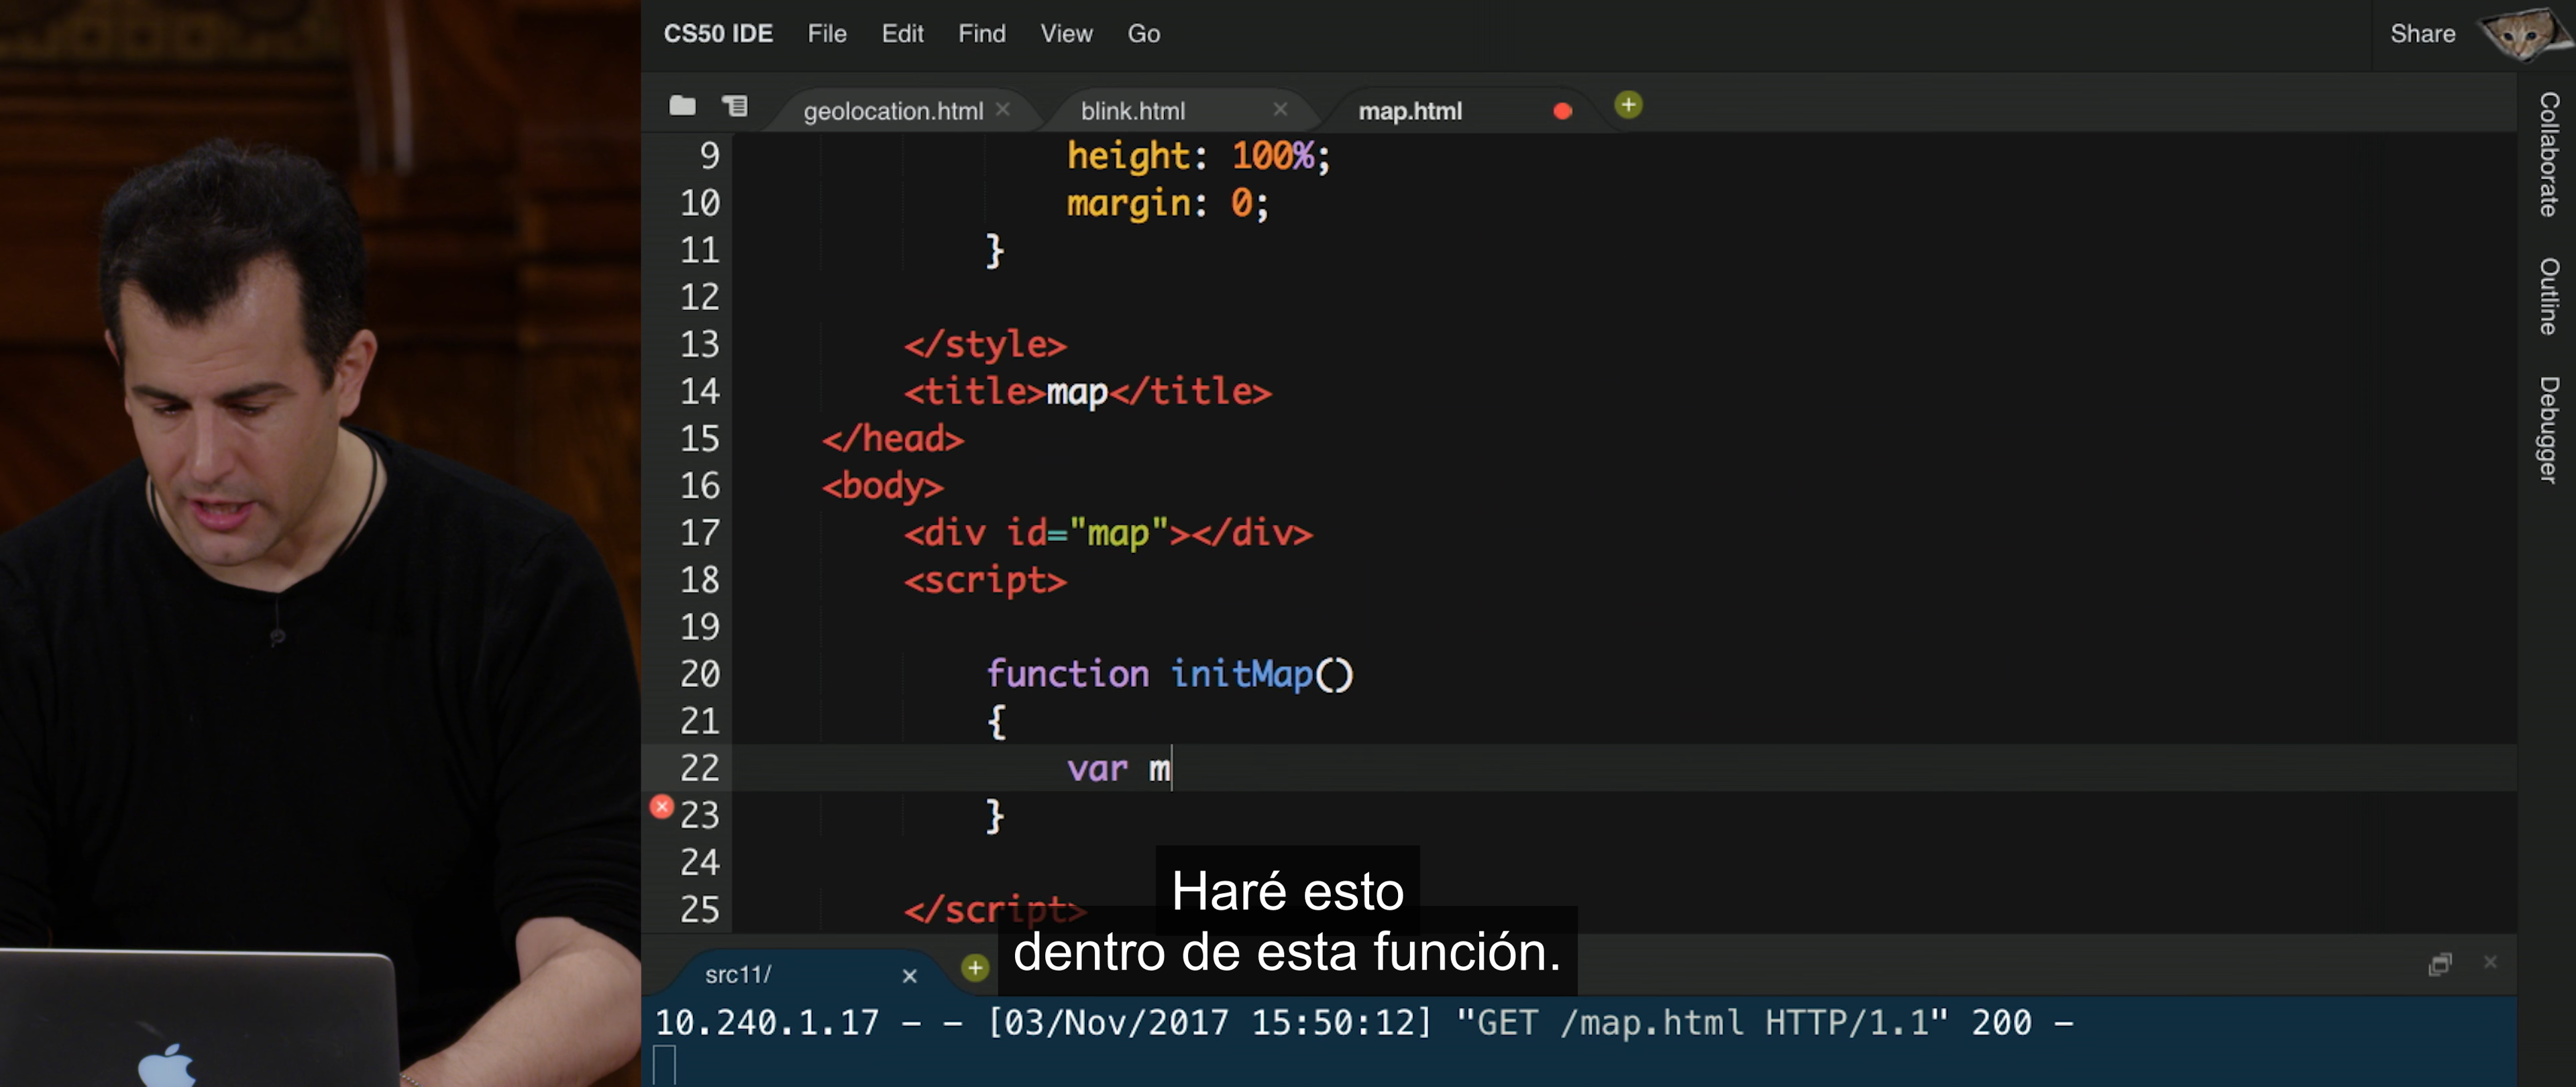 CS50 IDE File Edit Find View Go Share
geolocation.html × blink.html × map.html +
9 height: 100%;
10 margin: 0;
11 }
12
13 </style>
14 <title>map</title>
15 </head>
16 <body>
17 <div id="map"></div>
18 <script>
19
20 function initMap()
21 {
22 var m
23 }
24
25 </script>
Collaborate
Outline
Debugger
Haré esto
dentro de esta función.
src11/ × +
10.240.1.17 - - [03/Nov/2017 15:50:12] "GET /map.html HTTP/1.1" 200 -